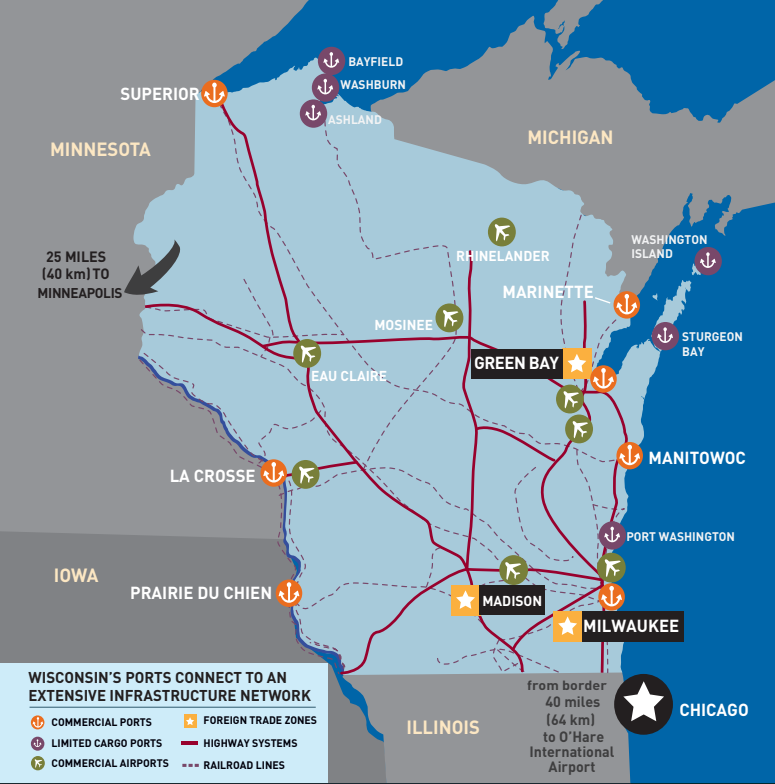 BAYFIELD
WASHBURN
SUPERIOR
ASHLAND
MINNESOTA
MICHIGAN
WASHINGTON
ISLAND
25 MILES
(40 km) TO
MINNEAPOLIS
RHINELANDER
MARINETTE
MOSINEE
STURGEON
BAY
GREEN BAY
EAU CLAIRE
MANITOWOC
LA CROSSE
PORT WASHINGTON
IOWA
PRAIRIE DU CHIEN
MADISON
MILWAUKEE
WISCONSIN'S PORTS CONNECT TO AN
EXTENSIVE INFRASTRUCTURE NETWORK
COMMERCIAL PORTS
LIMITED CARGO PORTS
COMMERCIAL AIRPORTS
FOREIGN TRADE ZONES
HIGHWAY SYSTEMS
RAILROAD LINES
ILLINOIS
from border
40 miles
(64 km)
to O'Hare
International
Airport
CHICAGO